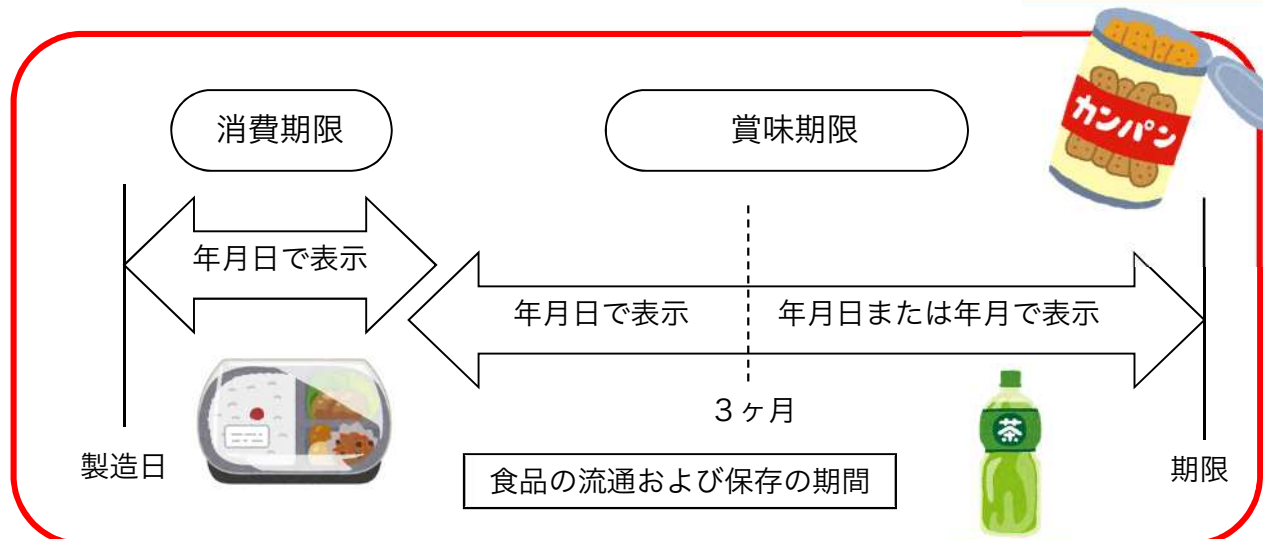 消費期限
賞味期限
カンパン
年月日で表示
年月日で表示
年月日または年月で表示
３ヶ月
茶
製造日
食品の流通および保存の期間
期限